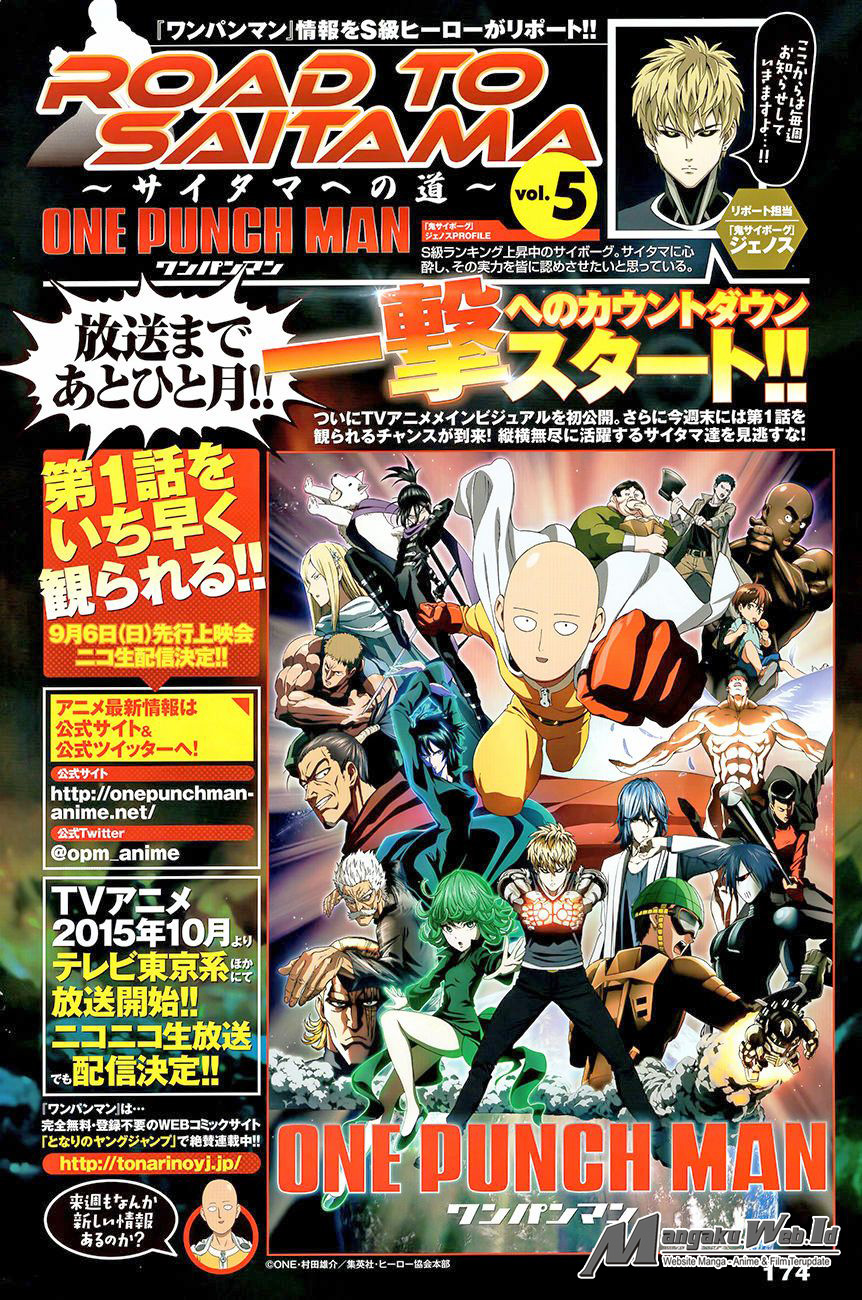 『ワンパンマン』情報をS級ヒーローがリポート!!
ROAD TO
SAITAMA
～サイタマへの道～
vol.5
ONE PUNCH MAN
ワンパンマン
ここからは毎週
お知らせして
いきますよ…!!
リポート担当
「鬼サイボーグ」
ジェノス
「鬼サイボーグ」
ジェノスPROFILE
S級ランキング上昇中のサイボーグ。サイタマに心
酔し、その実力を皆に認めさせたいと思っている。
放送まで
あとひと月!!
一撃へのカウントダウン
スタート!!
ついにTVアニメメインビジュアルを初公開。さらに今週末には第1話を
観られるチャンスが到来! 縦横無尽に活躍するサイタマ達を見逃すな!
第1話を
いち早く
観られる!!
9月6日(日)先行上映会
ニコ生配信決定!!
アニメ最新情報は
公式サイト&
公式ツイッターへ!
公式サイト
http://onepunchman-
anime.net/
公式Twitter
@opm_anime
TVアニメ
2015年10月より
テレビ東京系ほかにて
放送開始!!
ニコニコ生放送
でも配信決定!!
『ワンパンマン』は…
完全無料・登録不要のWEBコミックサイト
「となりのヤングジャンプ」で絶賛連載中!!
http://tonarinoyj.jp/
来週もなんか
新しい情報
あるのか?
ONE PUNCH MAN
ワンパンマン
©ONE・村田雄介／集英社・ヒーロー協会本部
Mangaku Web.Id
Website Manga - Anime & Film Terupdate
174